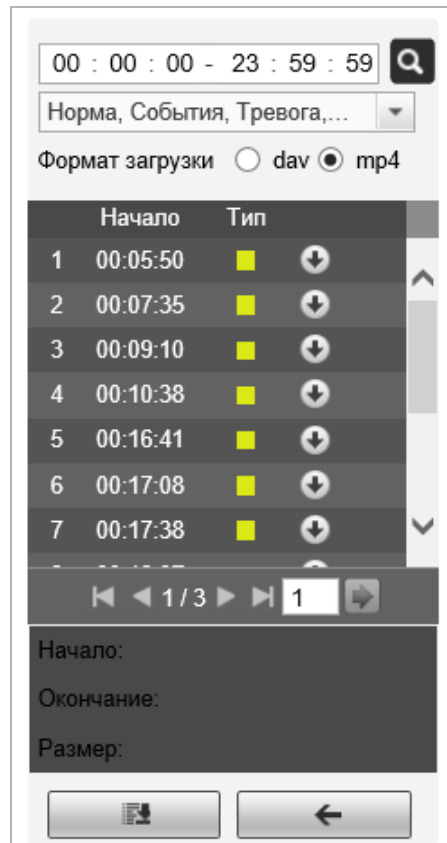 00 : 00 : 00 - 23 : 59 : 59
Норма, События, Тревога,...
Формат загрузки dav mp4
Начало Тип
1 00:05:50
2 00:07:35
3 00:09:10
4 00:10:38
5 00:16:41
6 00:17:08
7 00:17:38
1 / 3 1
Начало:
Окончание:
Размер: